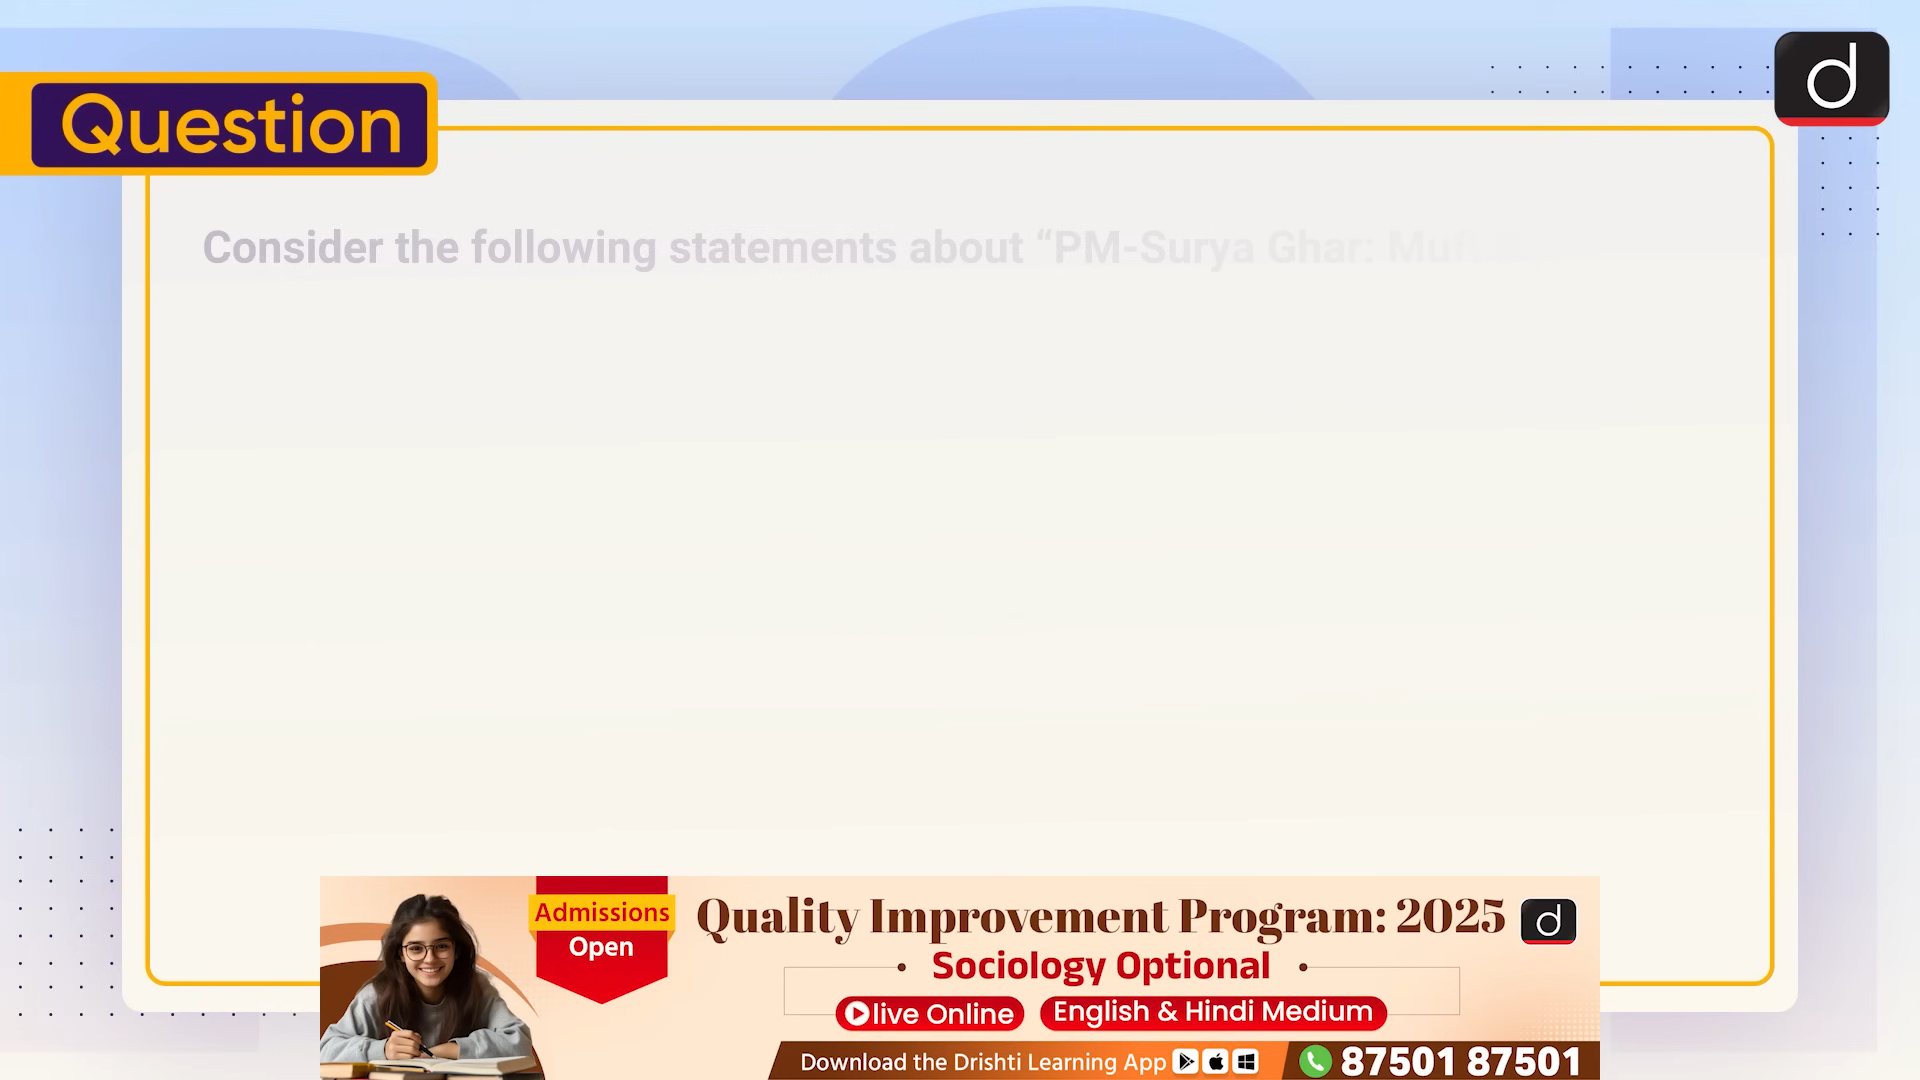 Question
Consider the following statements about “PM-Surya Ghar: Muf
Admissions
Open
Quality Improvement Program: 2025
d
Sociology Optional
live Online
English & Hindi Medium
Download the Drishti Learning App
87501 87501